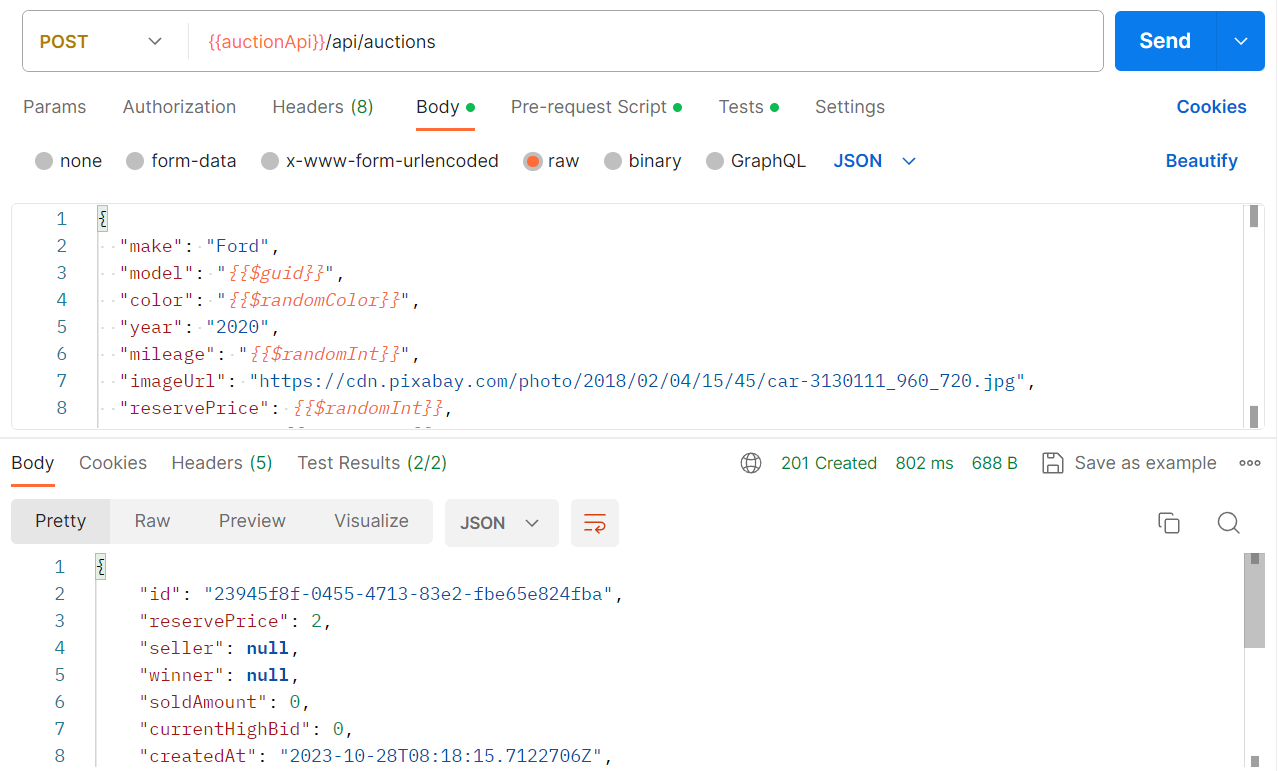 POST {{auctionApi}}/api/auctions Send
Params Authorization Headers (8) Body Pre-request Script Tests Settings Cookies
none form-data x-www-form-urlencoded raw binary GraphQL JSON Beautify
1 {
2 "make": "Ford",
3 "model": "{{$guid}}",
4 "color": "{{$randomColor}}",
5 "year": "2020",
6 "mileage": "{{$randomInt}}",
7 "imageUrl": "https://cdn.pixabay.com/photo/2018/02/04/15/45/car-3130111_960_720.jpg",
8 "reservePrice": {{$randomInt}},
Body Cookies Headers (5) Test Results (2/2) 201 Created 802 ms 688 B Save as example
Pretty Raw Preview Visualize JSON
1 {
2 "id": "23945f8f-0455-4713-83e2-fbe65e824fba",
3 "reservePrice": 2,
4 "seller": null,
5 "winner": null,
6 "soldAmount": 0,
7 "currentHighBid": 0,
8 "createdAt": "2023-10-28T08:18:15.7122706Z",